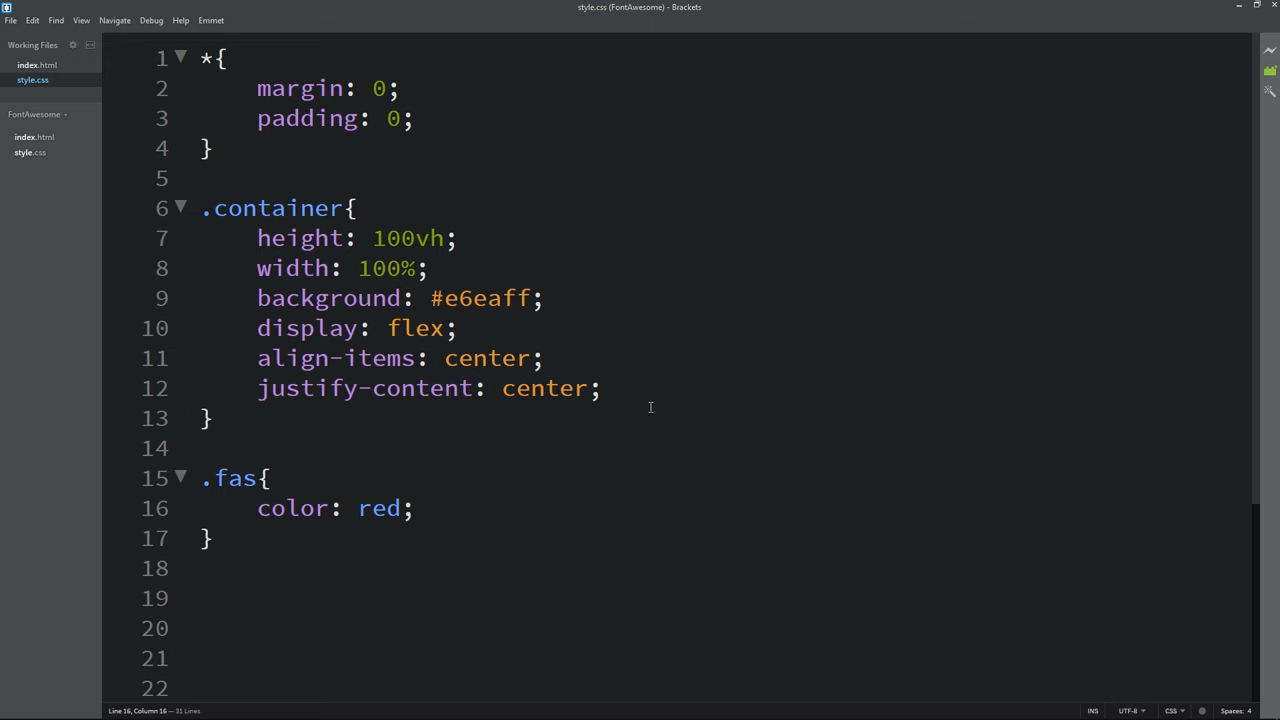 style.css (FontAwesome) - Brackets
File Edit Find View Navigate Debug Help Emmet
Working Files
index.html
style.css
FontAwesome
index.html
style.css
1 *{
2 margin: 0;
3 padding: 0;
4 }
5
6 .container{
7 height: 100vh;
8 width: 100%;
9 background: #e6eaff;
10 display: flex;
11 align-items: center;
12 justify-content: center;
13 }
14
15 .fas{
16 color: red;
17 }
18
19
20
21
22
Line 16, Column 16 — 31 Lines
INS UTF-8 CSS Spaces: 4